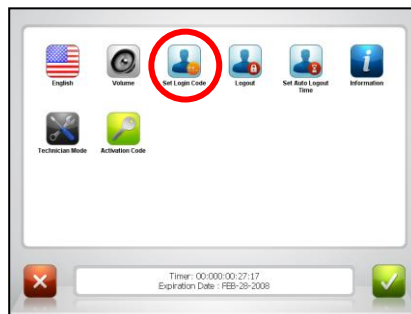 English Volume Set Login Code Logout Set Auto Logout Time Information
Technician Mode Activation Code
Timer: 00:000:00:27:17
Expiration Date : FEB-28-2008